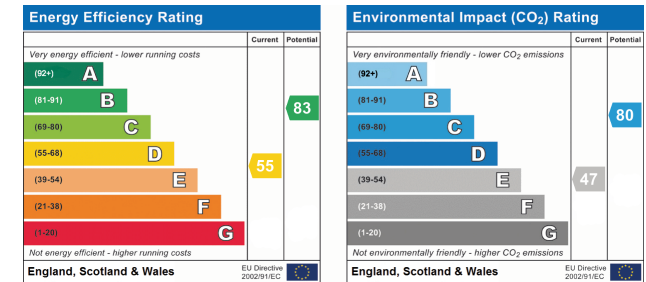 Energy Efficiency Rating
Current Potential
Very energy efficient - lower running costs
(92+) A
(81-91) B
83
(69-80) C
(55-68) D
55
(39-54) E
(21-38) F
(1-20) G
Not energy efficient - higher running costs
England, Scotland & Wales
EU Directive
2002/91/EC
Environmental Impact (CO₂) Rating
Current Potential
Very environmentally friendly - lower CO₂ emissions
(92+) A
(81-91) B
80
(69-80) C
(55-68) D
(39-54) E
47
(21-38) F
(1-20) G
Not environmentally friendly - higher CO₂ emissions
England, Scotland & Wales
EU Directive
2002/91/EC